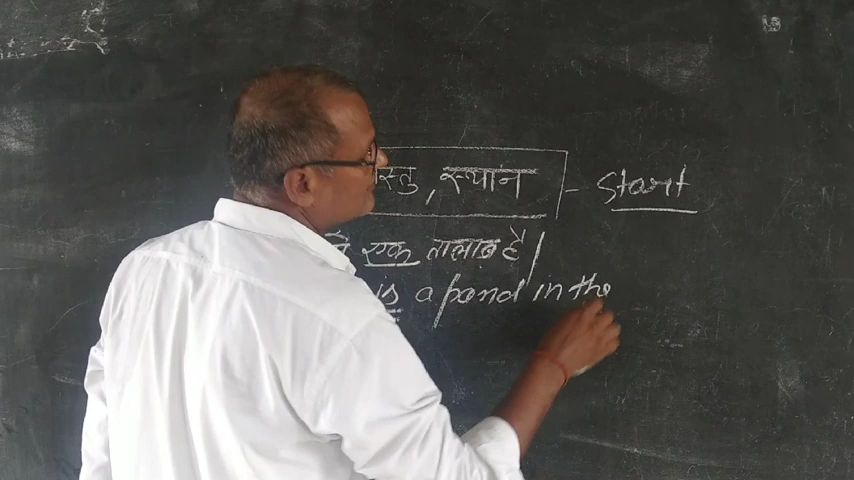 स्तु, स्थान - Start
में एक तालाब है।
is a pond in the